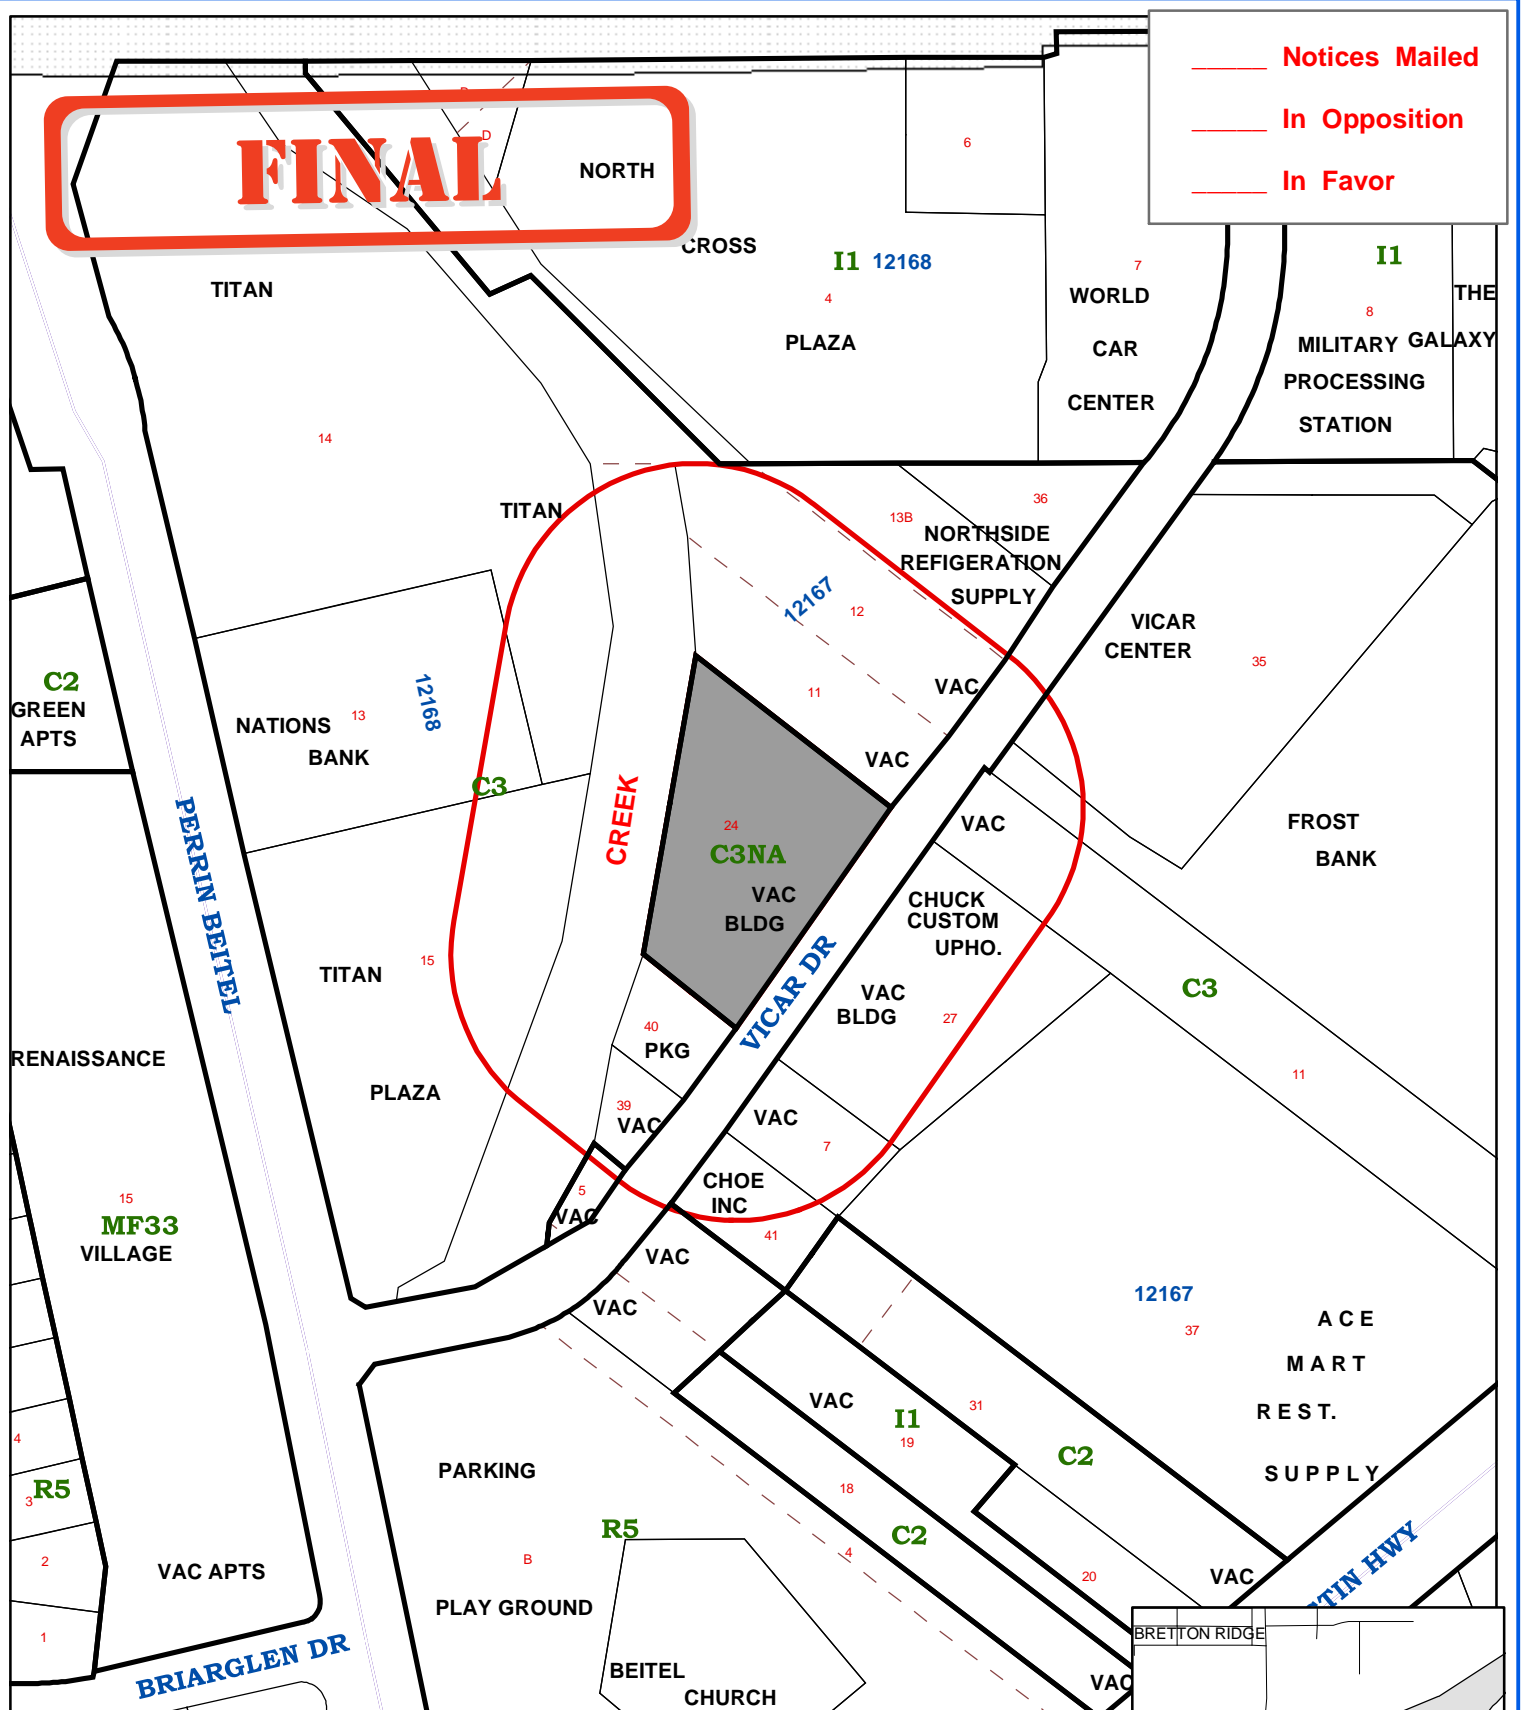 _____ Notices Mailed
_____ In Opposition
_____ In Favor
FINAL
D
NORTH
CROSS
PLAZA
I1 12168
4
6
7
WORLD
CAR
CENTER
I1
8
MILITARY
PROCESSING
STATION
THE
GALAXY
TITAN
14
TITAN
13B
36
NORTHSIDE
REFIGERATION
SUPPLY
12167
12
VICAR
CENTER
35
C2
GREEN
APTS
NATIONS
BANK
13
12168
C3
11
VAC
VAC
CREEK
24
C3NA
VAC
BLDG
VAC
FROST
BANK
PERRIN BEITEL
CHUCK
CUSTOM
UPHO.
VAC
BLDG
27
C3
11
TITAN
15
PLAZA
VICAR DR
40
PKG
39
VAC
VAC
7
RENAISSANCE
15
MF33
VILLAGE
VAC APTS
5
VAC
CHOE
INC
41
VAC
VAC
12167
37
ACE
MART
REST.
SUPPLY
VAC
I1
19
31
C2
18
C2
4
20
VAC
VAC
TIN HWY
4
R5
3
2
1
PARKING
R5
B
PLAY GROUND
BEITEL
CHURCH
BRIARGLEN DR
BRETTON RIDGE